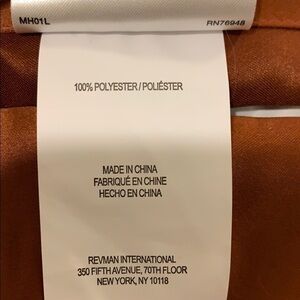 MH01L RN76948
100% POLYESTER / POLIÉSTER
MADE IN CHINA
FABRIQUÉ EN CHINE
HECHO EN CHINA
REVMAN INTERNATIONAL
350 FIFTH AVENUE, 70TH FLOOR
NEW YORK, NY 10118